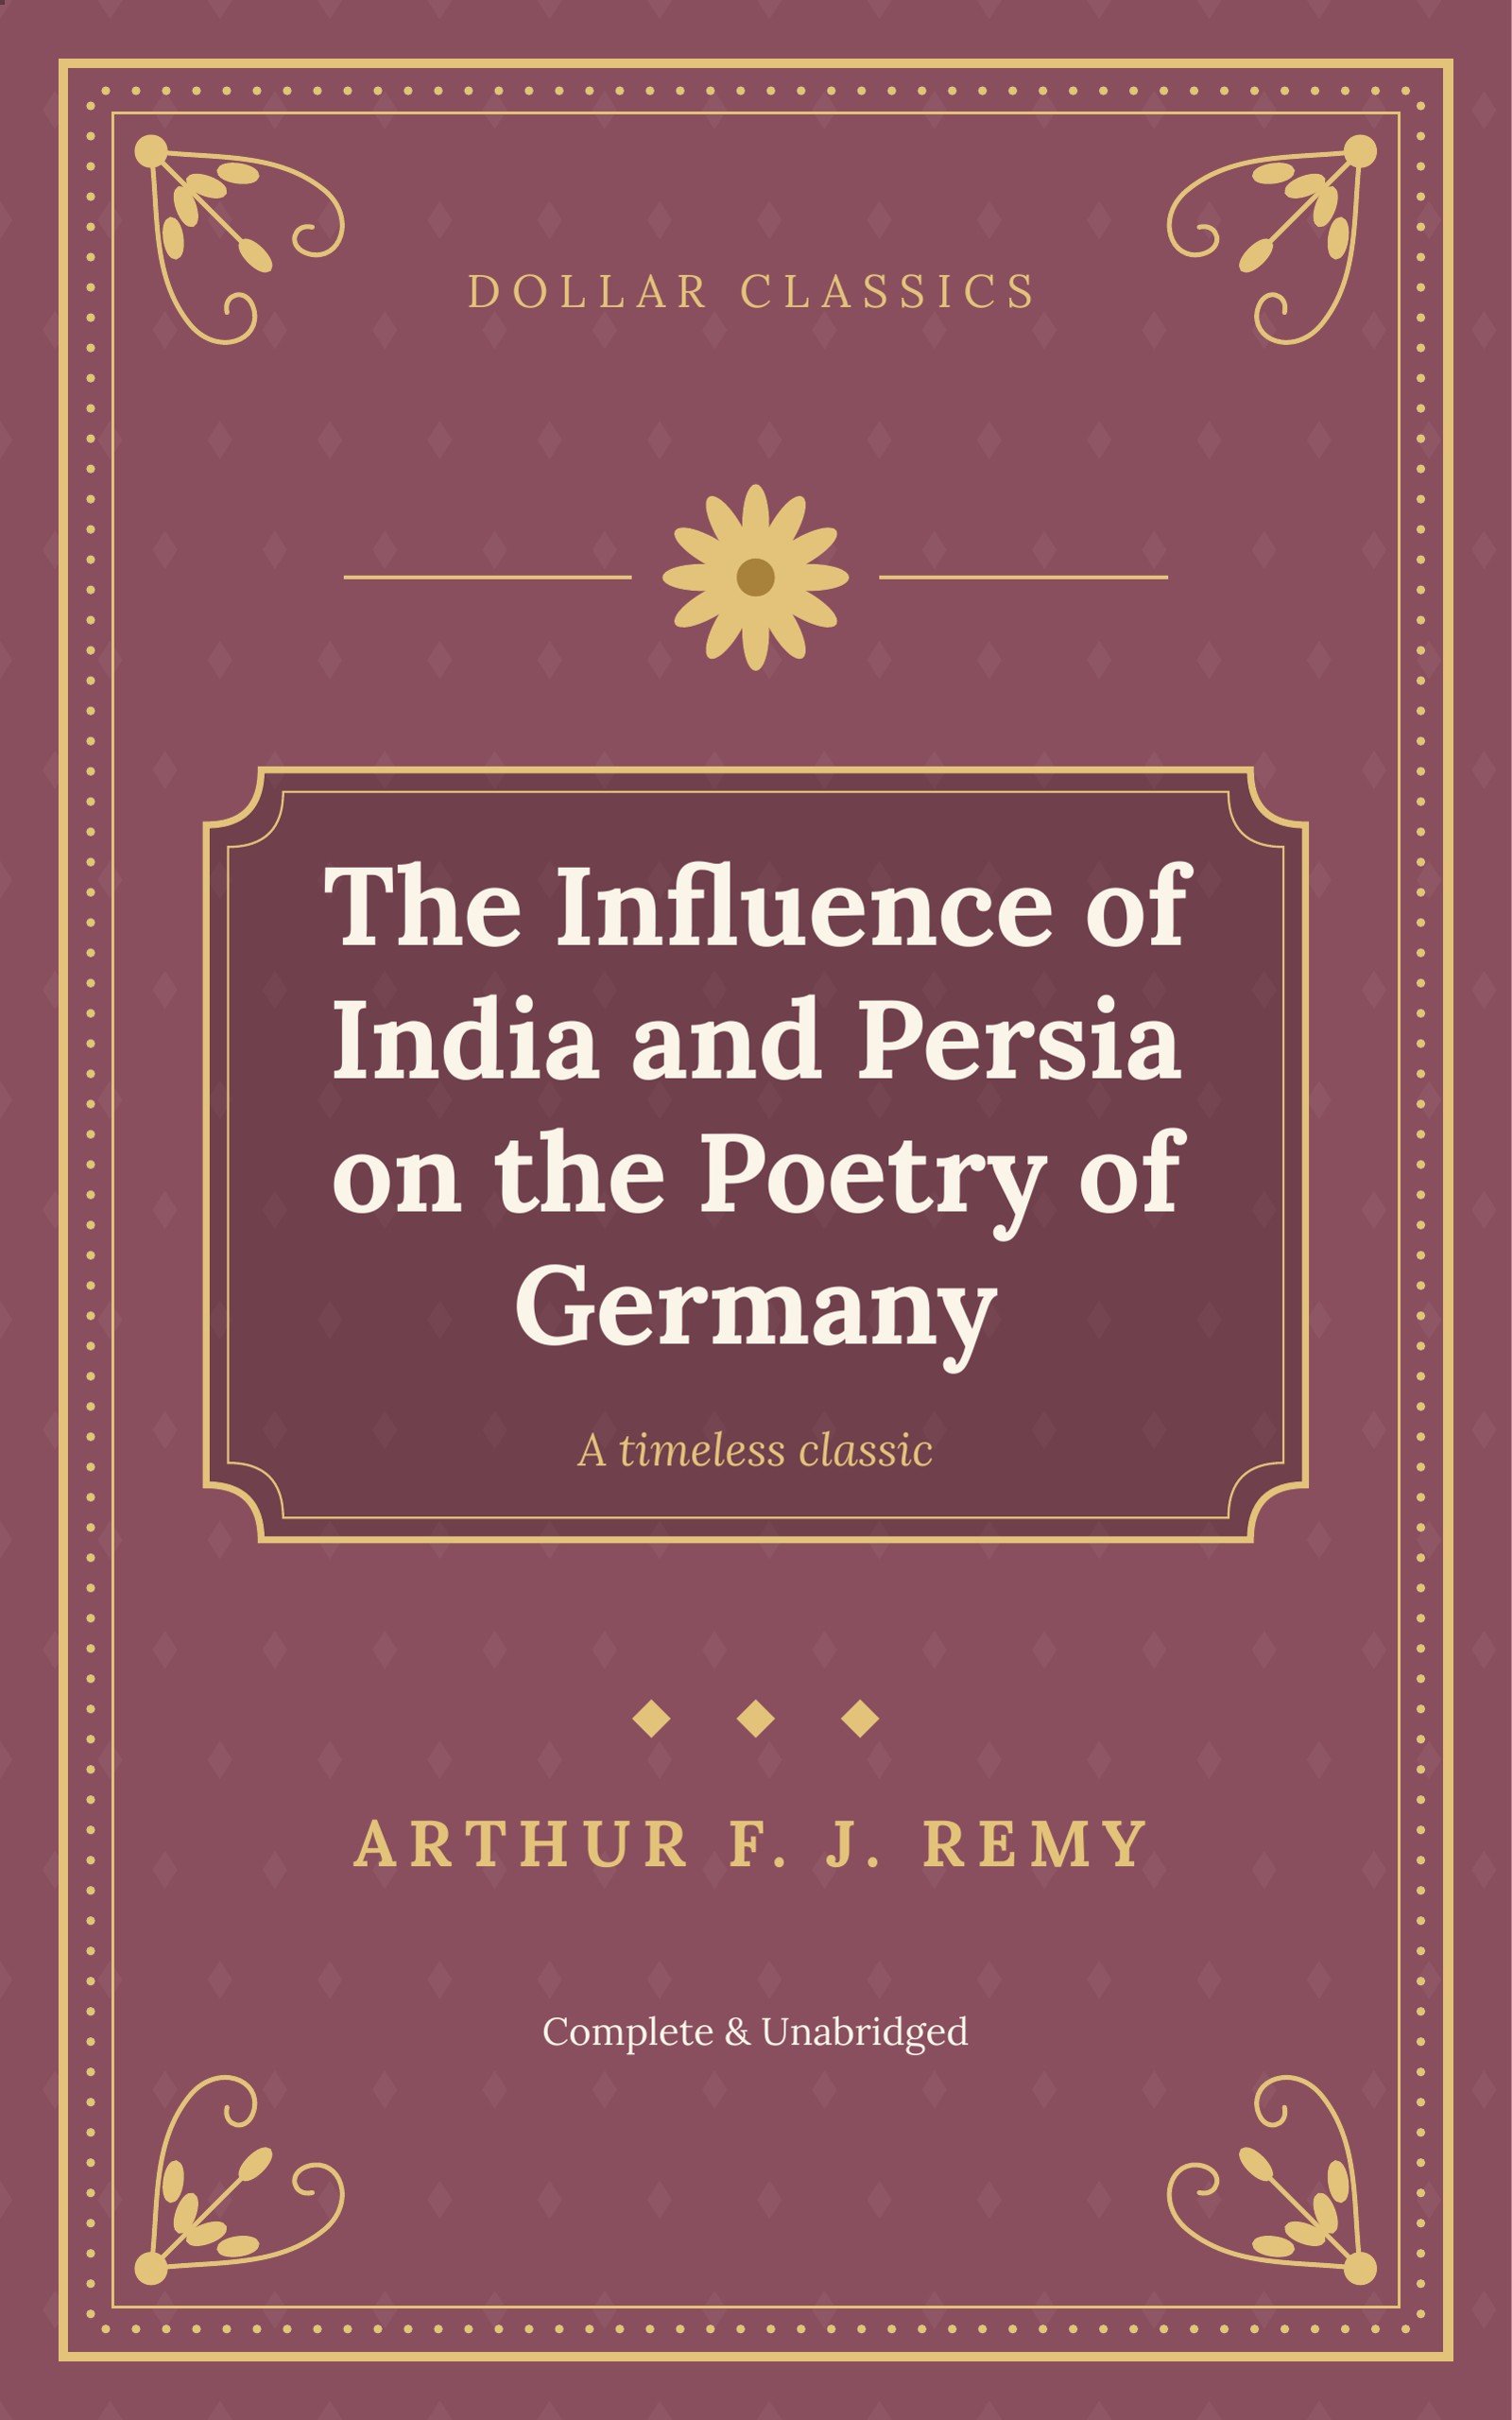 DOLLAR CLASSICS
The Influence of
India and Persia
on the Poetry of
Germany
A timeless classic
ARTHUR F. J. REMY
Complete & Unabridged